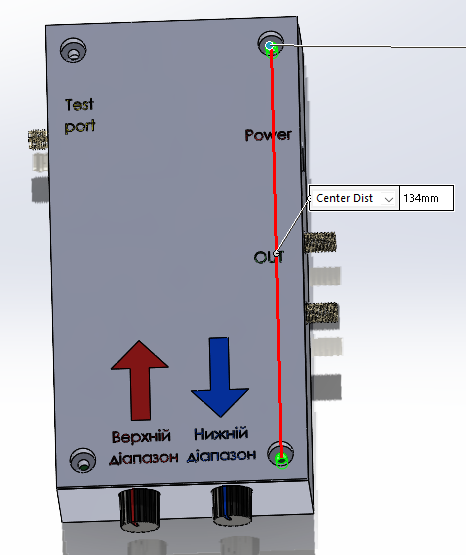 Test
port
Power
Center Dist 134mm
OUT
Верхній
діапазон
Нижній
діапазон